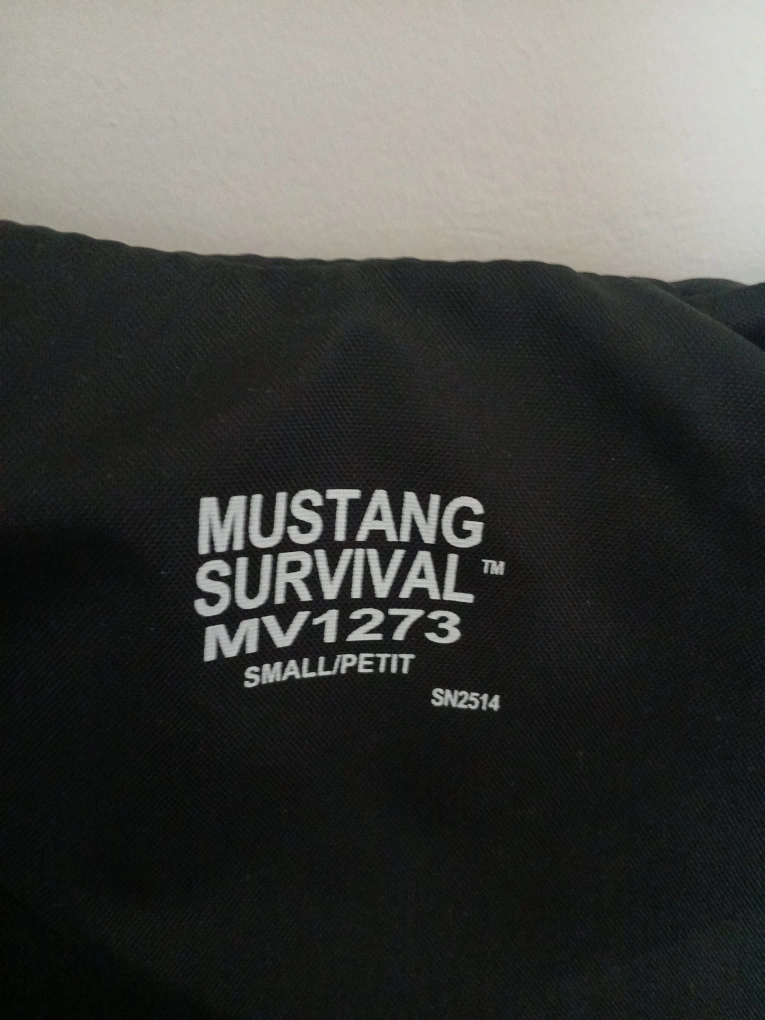 MUSTANG
SURVIVAL™
MV1273
SMALL/PETIT
SN2514